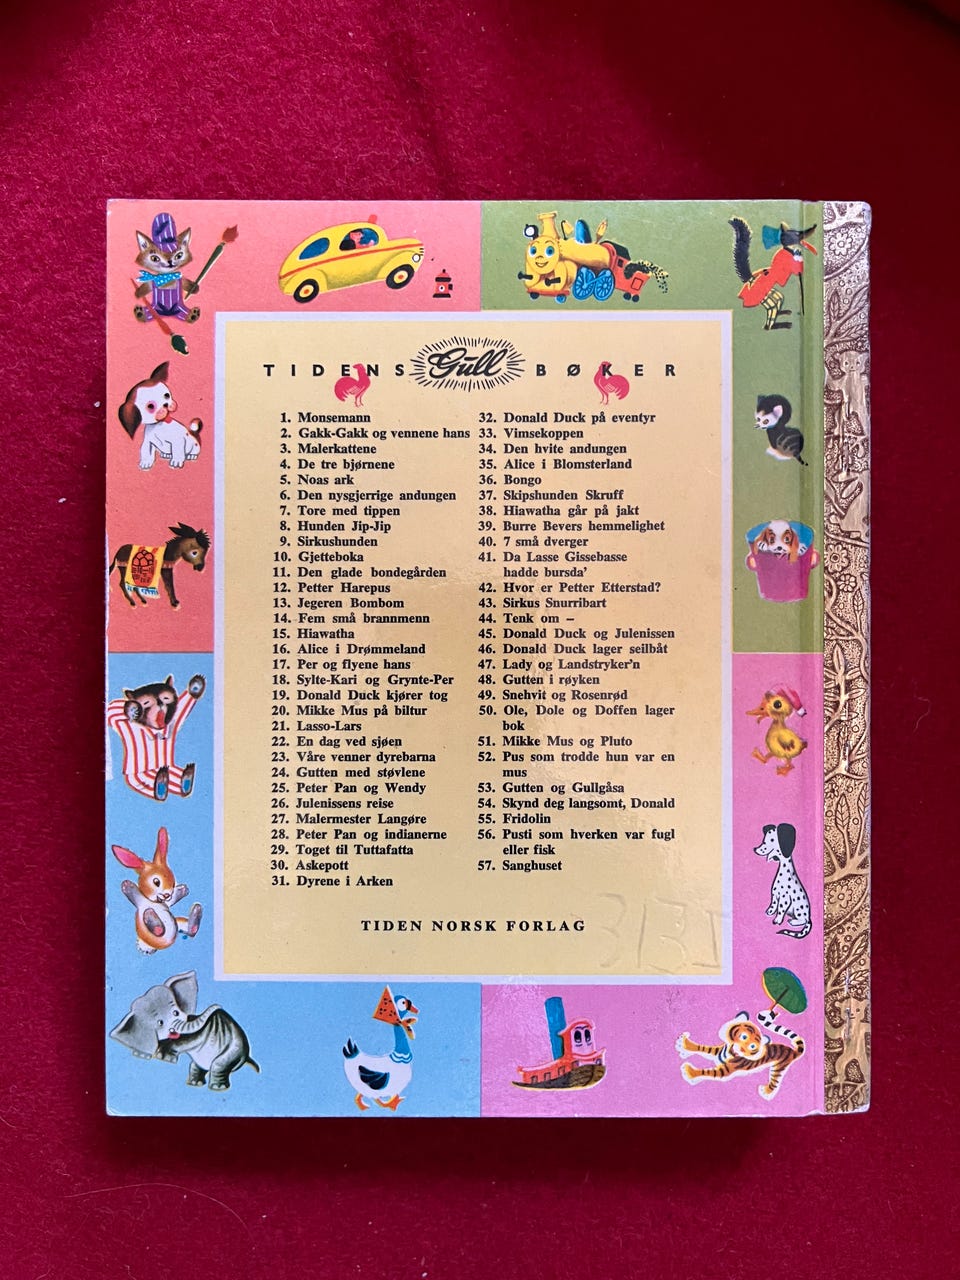 TIDENS Gull BØKER
1. Monsemann
2. Gakk-Gakk og vennene hans
3. Malerkattene
4. De tre bjørnene
5. Noas ark
6. Den nysgjerrige andungen
7. Tore med tippen
8. Hunden Jip-Jip
9. Sirkushunden
10. Gjetteboka
11. Den glade bondegården
12. Petter Harepus
13. Jegeren Bombom
14. Fem små brannmenn
15. Hiawatha
16. Alice i Drømmeland
17. Per og flyene hans
18. Sylte-Kari og Grynte-Per
19. Donald Duck kjører tog
20. Mikke Mus på biltur
21. Lasso-Lars
22. En dag ved sjøen
23. Våre venner dyrebarna
24. Gutten med støvlene
25. Peter Pan og Wendy
26. Julenissens reise
27. Malermester Langøre
28. Peter Pan og indianerne
29. Toget til Tuttafatta
30. Askepott
31. Dyrene i Arken
32. Donald Duck på eventyr
33. Vimsekoppen
34. Den hvite andungen
35. Alice i Blomsterland
36. Bongo
37. Skipshunden Skruff
38. Hiawatha går på jakt
39. Burre Bevers hemmelighet
40. 7 små dverger
41. Da Lasse Gissebasse
hadde bursda'
42. Hvor er Petter Etterstad?
43. Sirkus Snurribart
44. Tenk om –
45. Donald Duck og Julenissen
46. Donald Duck lager seilbåt
47. Lady og Landstryker'n
48. Gutten i røyken
49. Snehvit og Rosenrød
50. Ole, Dole og Doffen lager
bok
51. Mikke Mus og Pluto
52. Pus som trodde hun var en
mus
53. Gutten og Gullgåsa
54. Skynd deg langsomt, Donald
55. Fridolin
56. Pusti som hverken var fugl
eller fisk
57. Sanghuset
TIDEN NORSK FORLAG